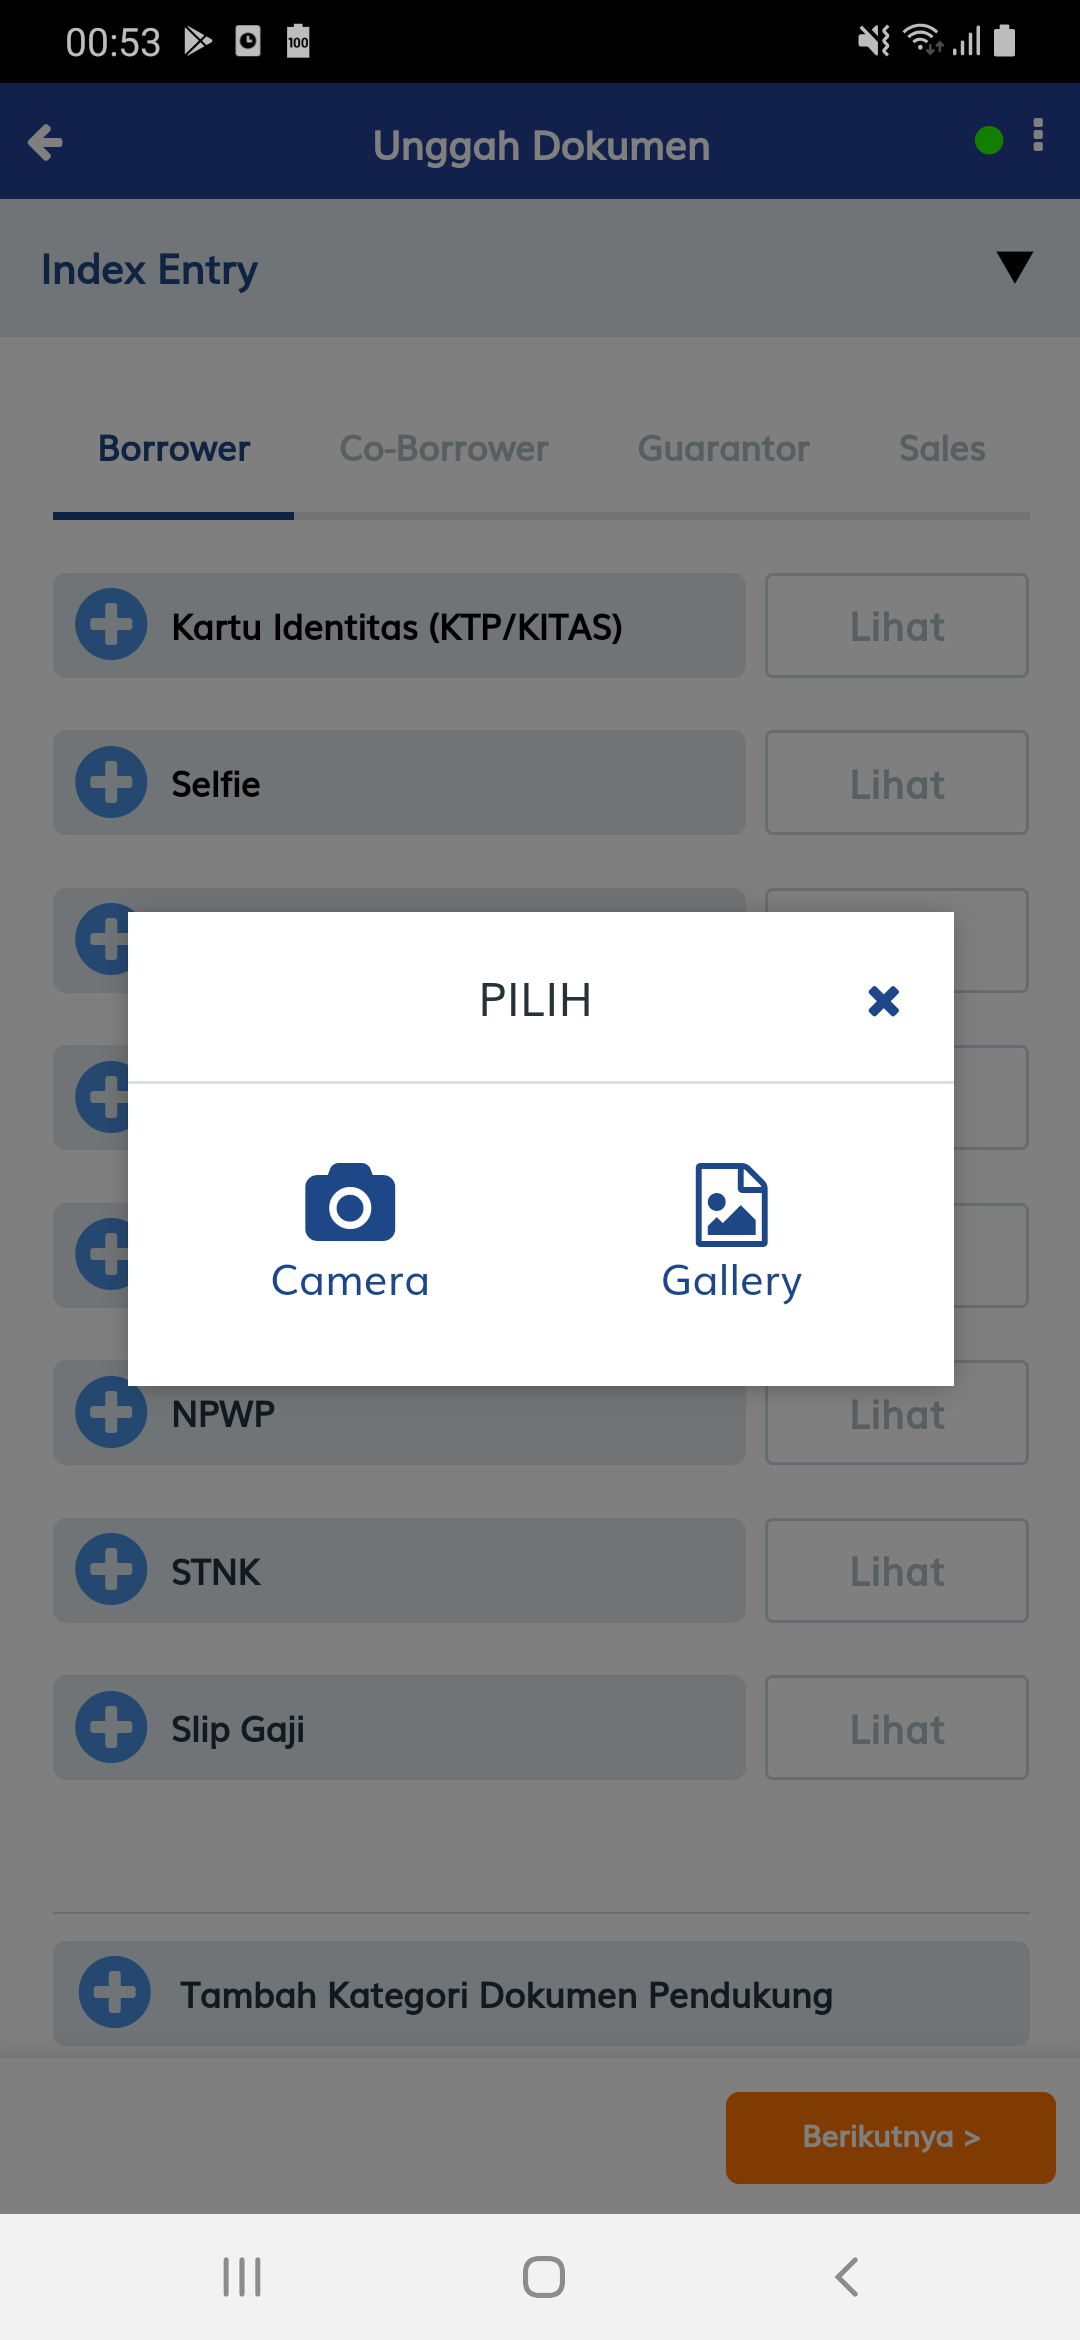 00:53
100
Unggah Dokumen
Index Entry
Borrower Co-Borrower Guarantor Sales
Kartu Identitas (KTP/KITAS) Lihat
Selfie Lihat
PILIH
Camera Gallery
NPWP Lihat
STNK Lihat
Slip Gaji Lihat
Tambah Kategori Dokumen Pendukung
Berikutnya >